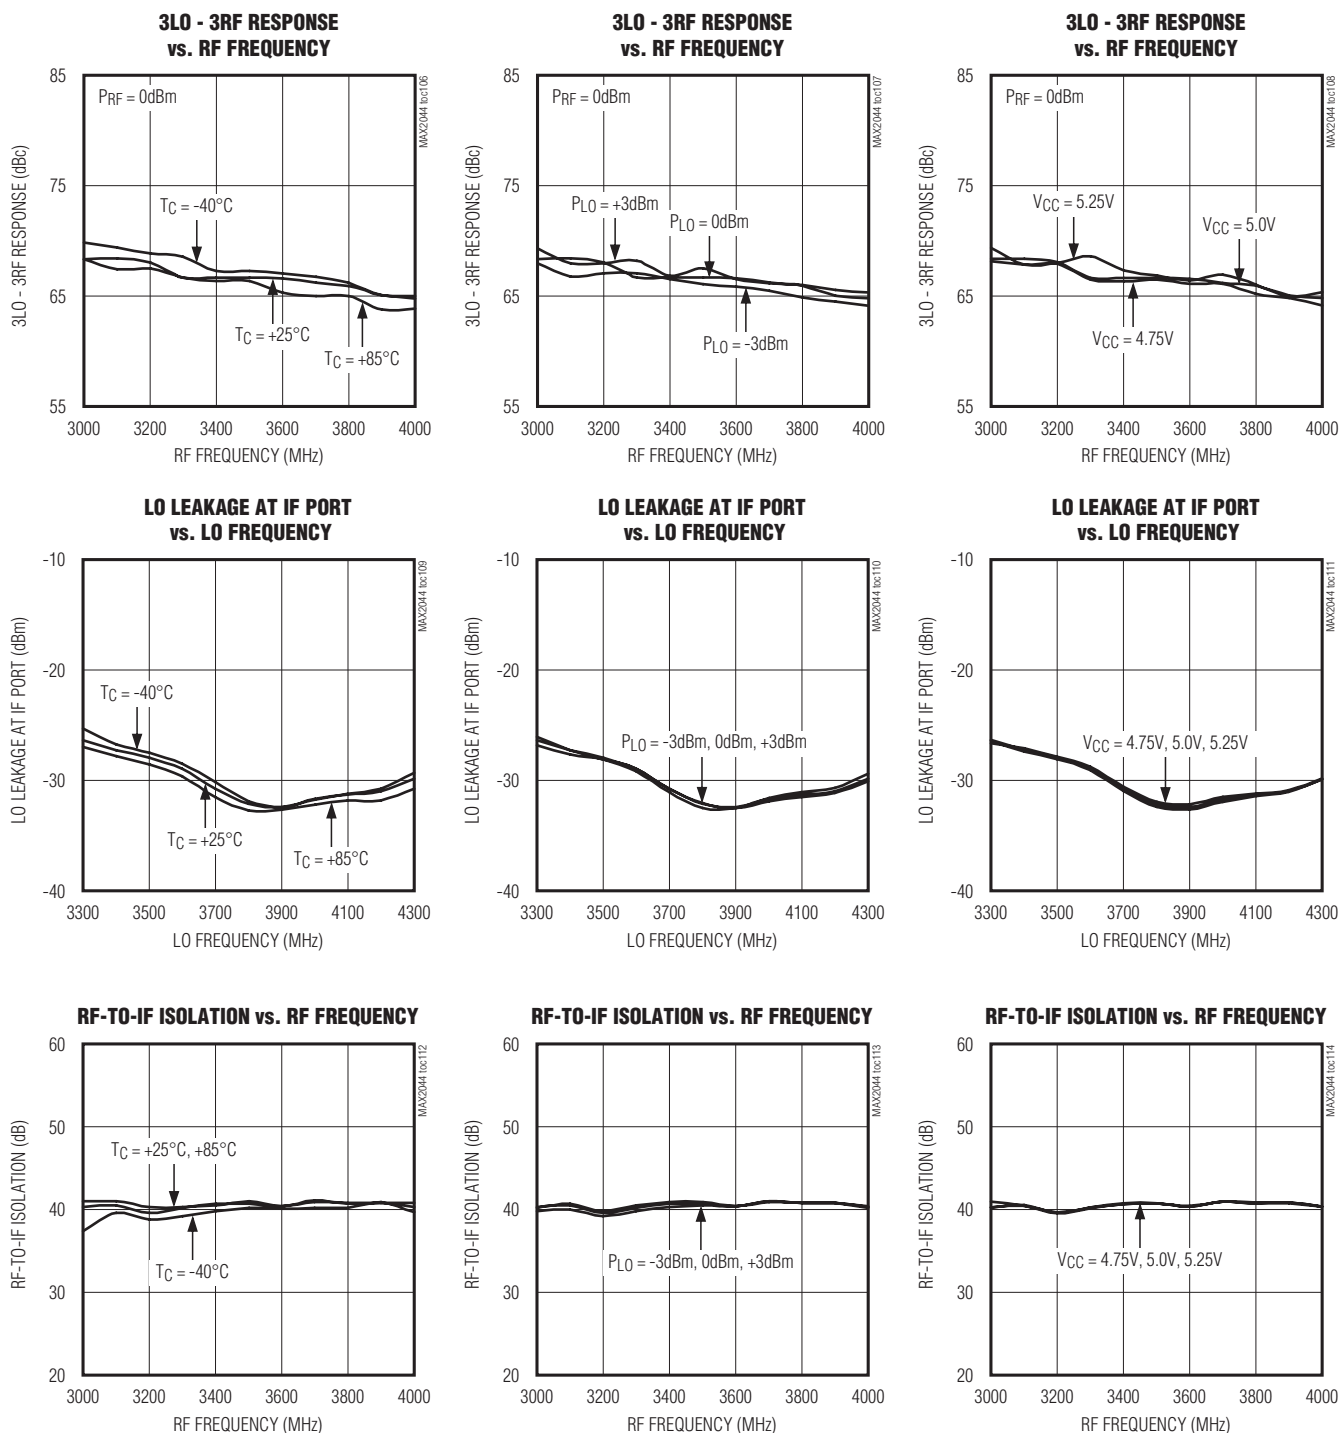 3LO - 3RF RESPONSE
vs. RF FREQUENCY
85
75
65
55
3LO - 3RF RESPONSE (dBc)
PRF = 0dBm
TC = -40°C
TC = +25°C
TC = +85°C
3000 3200 3400 3600 3800 4000
RF FREQUENCY (MHz)
MAX2044 toc106
3LO - 3RF RESPONSE
vs. RF FREQUENCY
85
75
65
55
3LO - 3RF RESPONSE (dBc)
PRF = 0dBm
PLO = +3dBm
PLO = 0dBm
PLO = -3dBm
3000 3200 3400 3600 3800 4000
RF FREQUENCY (MHz)
MAX2044 toc107
3LO - 3RF RESPONSE
vs. RF FREQUENCY
85
75
65
55
3LO - 3RF RESPONSE (dBc)
PRF = 0dBm
VCC = 5.25V
VCC = 5.0V
VCC = 4.75V
3000 3200 3400 3600 3800 4000
RF FREQUENCY (MHz)
MAX2044 toc108
LO LEAKAGE AT IF PORT
vs. LO FREQUENCY
-10
-20
-30
-40
LO LEAKAGE AT IF PORT (dBm)
TC = -40°C
TC = +25°C
TC = +85°C
3300 3500 3700 3900 4100 4300
LO FREQUENCY (MHz)
MAX2044 toc109
LO LEAKAGE AT IF PORT
vs. LO FREQUENCY
-10
-20
-30
-40
LO LEAKAGE AT IF PORT (dBm)
PLO = -3dBm, 0dBm, +3dBm
3300 3500 3700 3900 4100 4300
LO FREQUENCY (MHz)
MAX2044 toc110
LO LEAKAGE AT IF PORT
vs. LO FREQUENCY
-10
-20
-30
-40
LO LEAKAGE AT IF PORT (dBm)
VCC = 4.75V, 5.0V, 5.25V
3300 3500 3700 3900 4100 4300
LO FREQUENCY (MHz)
MAX2044 toc111
RF-TO-IF ISOLATION vs. RF FREQUENCY
60
50
40
30
20
RF-TO-IF ISOLATION (dB)
TC = +25°C, +85°C
TC = -40°C
3000 3200 3400 3600 3800 4000
RF FREQUENCY (MHz)
MAX2044 toc112
RF-TO-IF ISOLATION vs. RF FREQUENCY
60
50
40
30
20
RF-TO-IF ISOLATION (dB)
PLO = -3dBm, 0dBm, +3dBm
3000 3200 3400 3600 3800 4000
RF FREQUENCY (MHz)
MAX2044 toc113
RF-TO-IF ISOLATION vs. RF FREQUENCY
60
50
40
30
20
RF-TO-IF ISOLATION (dB)
VCC = 4.75V, 5.0V, 5.25V
3000 3200 3400 3600 3800 4000
RF FREQUENCY (MHz)
MAX2044 toc114